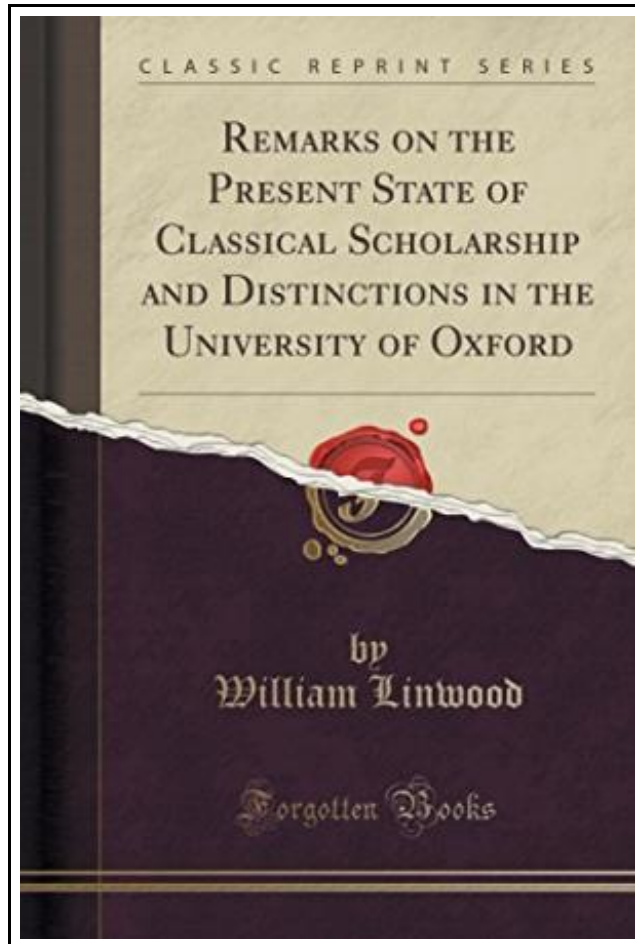 CLASSIC REPRINT SERIES
REMARKS ON THE
PRESENT STATE OF
CLASSICAL SCHOLARSHIP
AND DISTINCTIONS IN THE
UNIVERSITY OF OXFORD
by
William Linwood
Forgotten Books